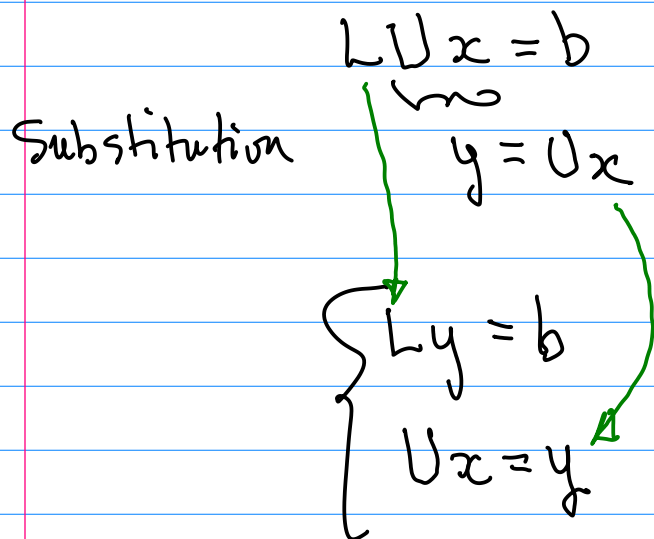 LUx = b
Substitution
y = Ux
Ly = b
Ux = y